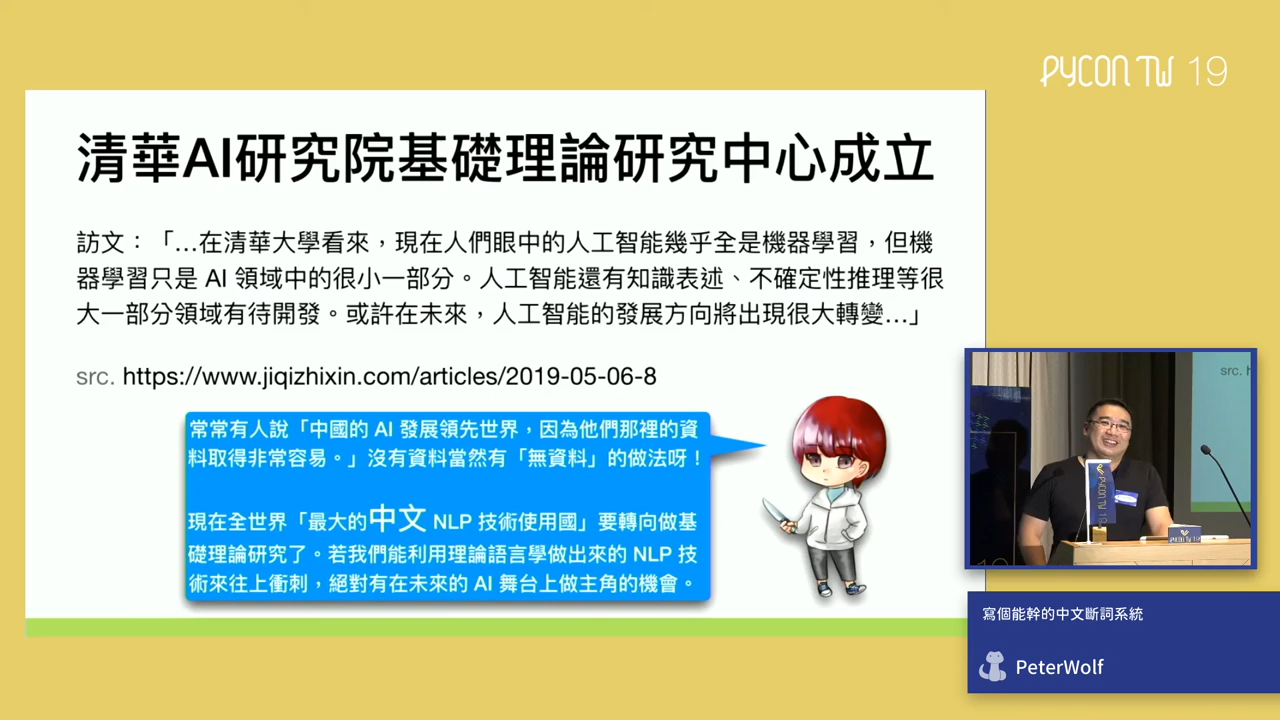 PYCON TW 19
清華AI研究院基礎理論研究中心成立
訪文：「…在清華大學看來，現在人們眼中的人工智能幾乎全是機器學習，但機
器學習只是 AI 領域中的很小一部分。人工智能還有知識表述、不確定性推理等很
大一部分領域有待開發。或許在未來，人工智能的發展方向將出現很大轉變…」
src. https://www.jiqizhixin.com/articles/2019-05-06-8
常常有人說「中國的 AI 發展領先世界，因為他們那裡的資
料取得非常容易。」沒有資料當然有「無資料」的做法呀！
現在全世界「最大的中文 NLP 技術使用國」要轉向做基
礎理論研究了。若我們能利用理論語言學做出來的 NLP 技
術來往上衝刺，絕對有在未來的 AI 舞台上做主角的機會。
src. h
PYCON TW 19
PYCON TW 19
寫個能幹的中文斷詞系統
PeterWolf